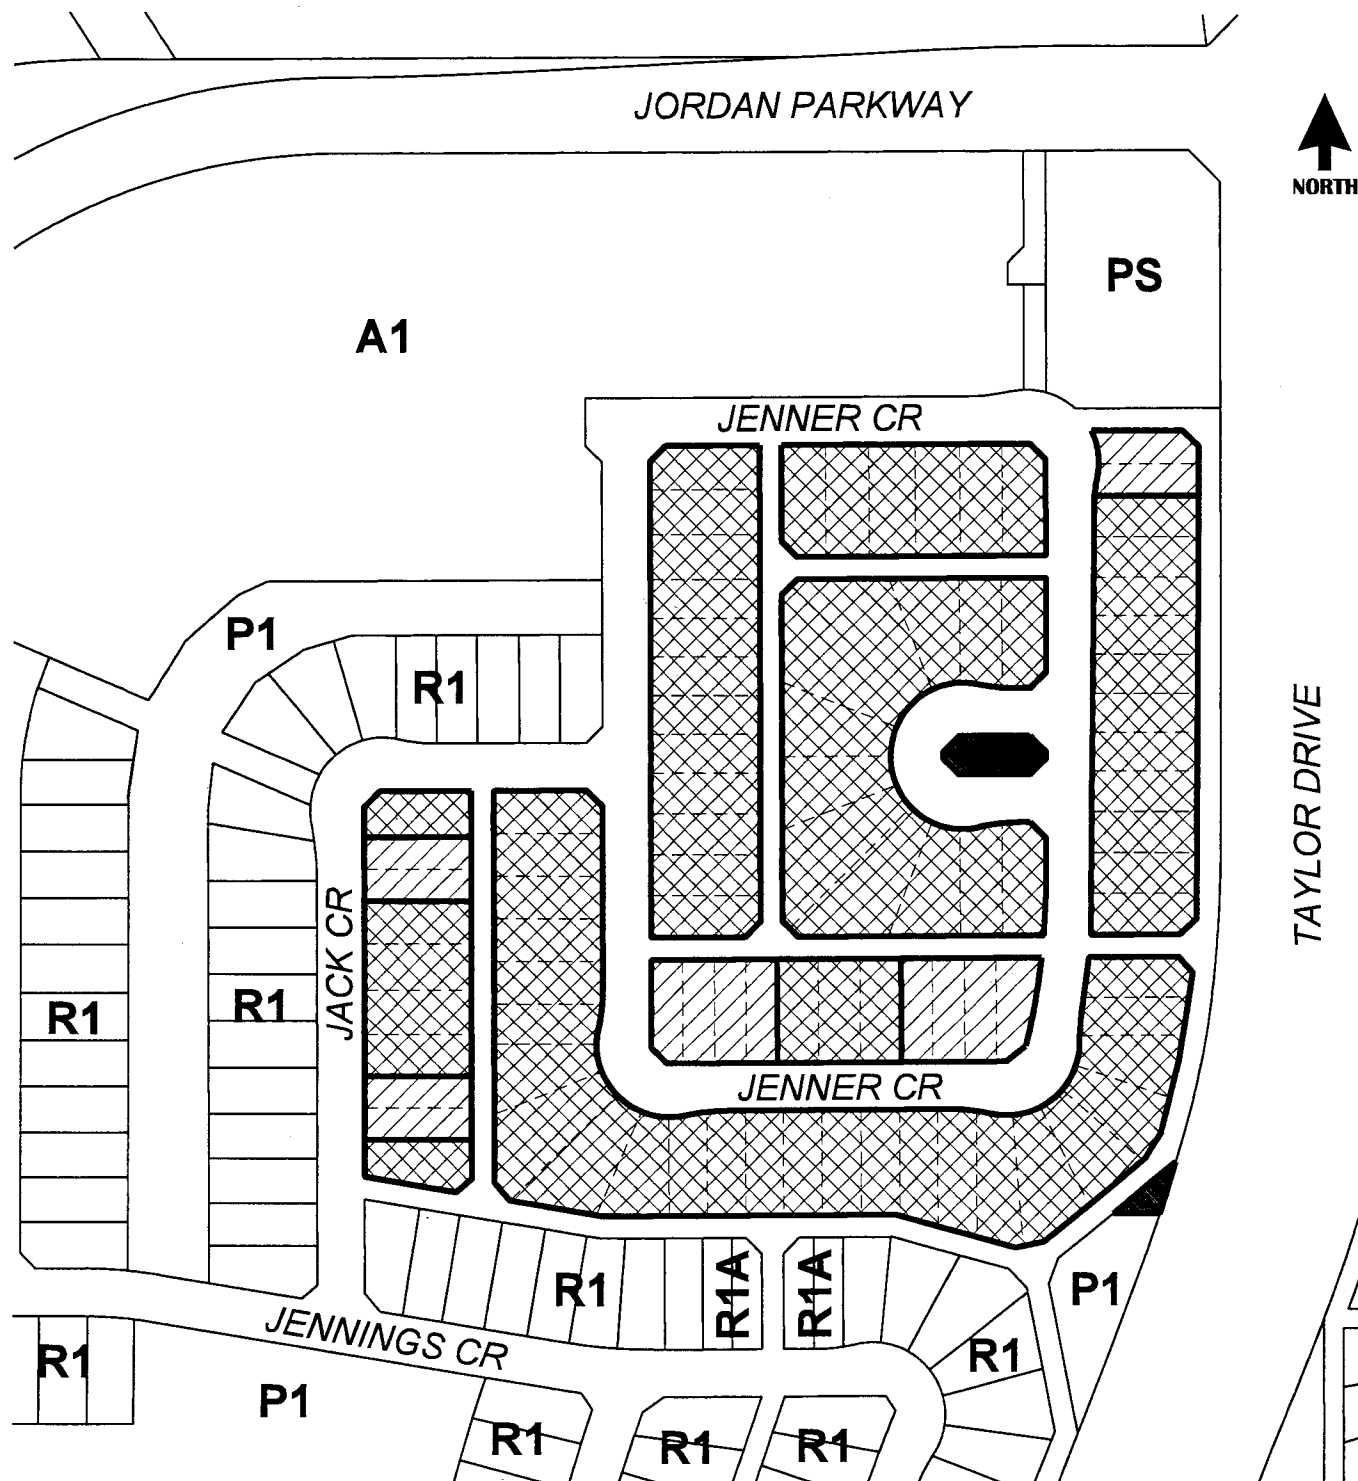 JORDAN PARKWAY
NORTH
PS
A1
JENNER CR
P1
R1
TAYLOR DRIVE
JACK CR
R1
R1
JENNER CR
R1
R1A
R1A
P1
JENNINGS CR
R1
R1
P1
R1
R1
R1